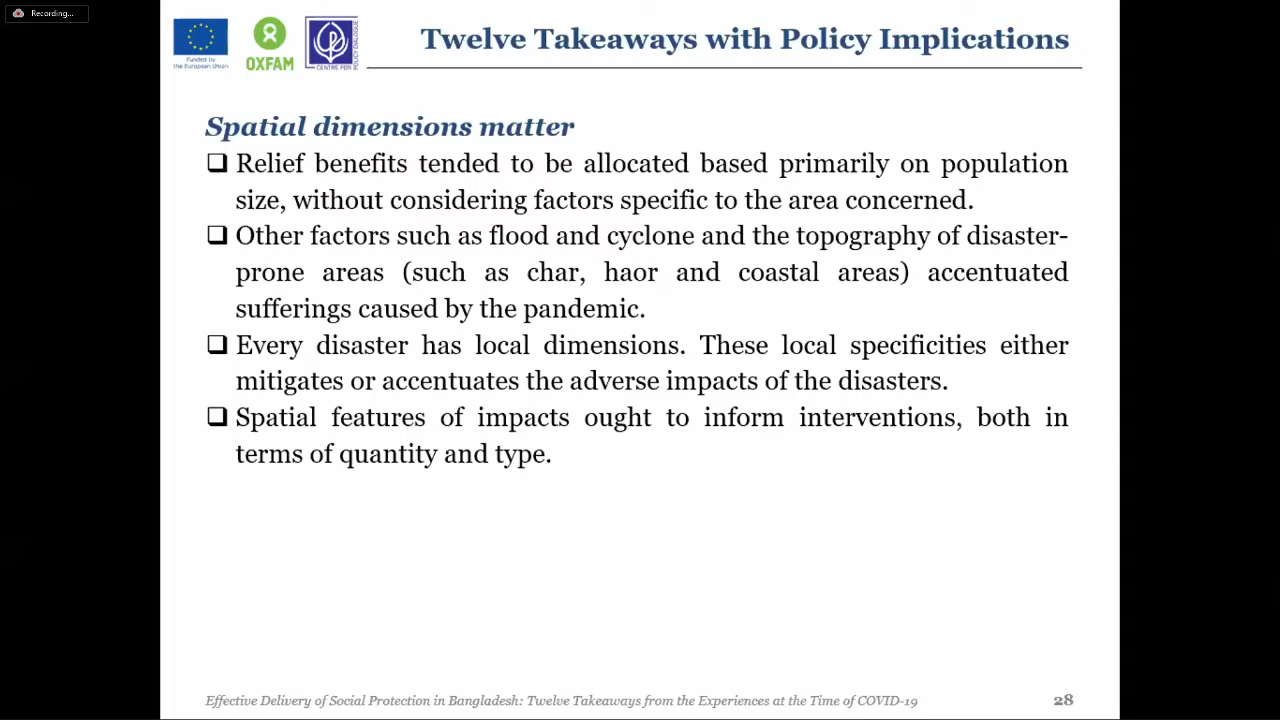 Recording...
Funded by
the European Union
OXFAM
CENTRE FOR
POLICY DIALOGUE
Twelve Takeaways with Policy Implications
Spatial dimensions matter
❑ Relief benefits tended to be allocated based primarily on population
size, without considering factors specific to the area concerned.
❑ Other factors such as flood and cyclone and the topography of disaster-
prone areas (such as char, haor and coastal areas) accentuated
sufferings caused by the pandemic.
❑ Every disaster has local dimensions. These local specificities either
mitigates or accentuates the adverse impacts of the disasters.
❑ Spatial features of impacts ought to inform interventions, both in
terms of quantity and type.
Effective Delivery of Social Protection in Bangladesh: Twelve Takeaways from the Experiences at the Time of COVID-19
28